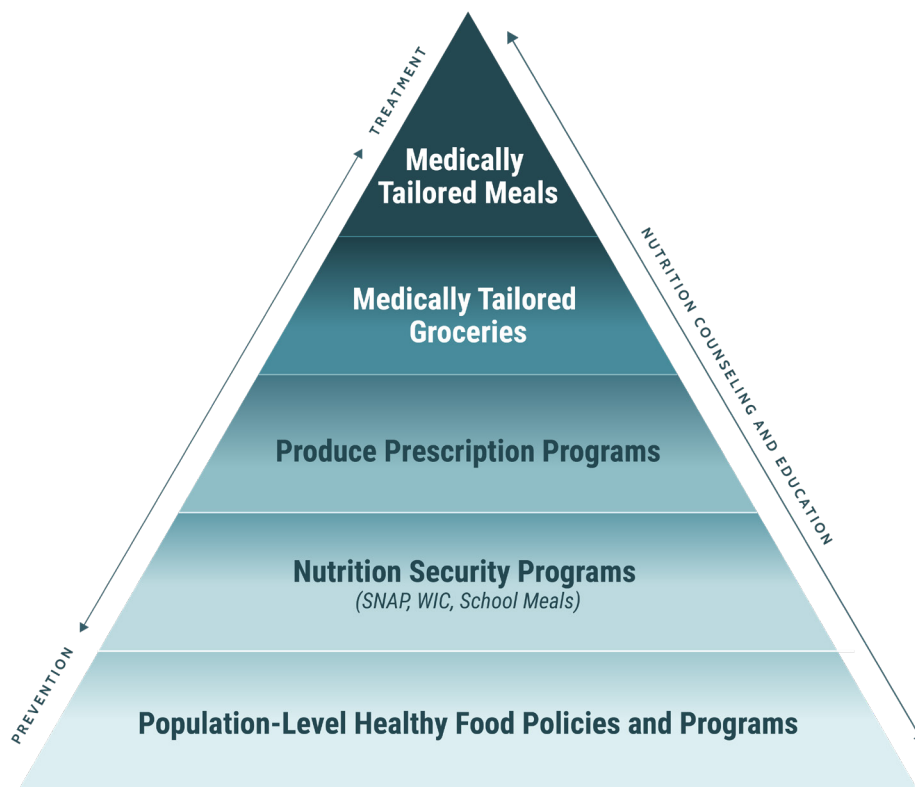 TREATMENT
Medically
Tailored Meals
NUTRITION COUNSELING AND EDUCATION
Medically Tailored
Groceries
Produce Prescription Programs
Nutrition Security Programs
(SNAP, WIC, School Meals)
PREVENTION
Population-Level Healthy Food Policies and Programs